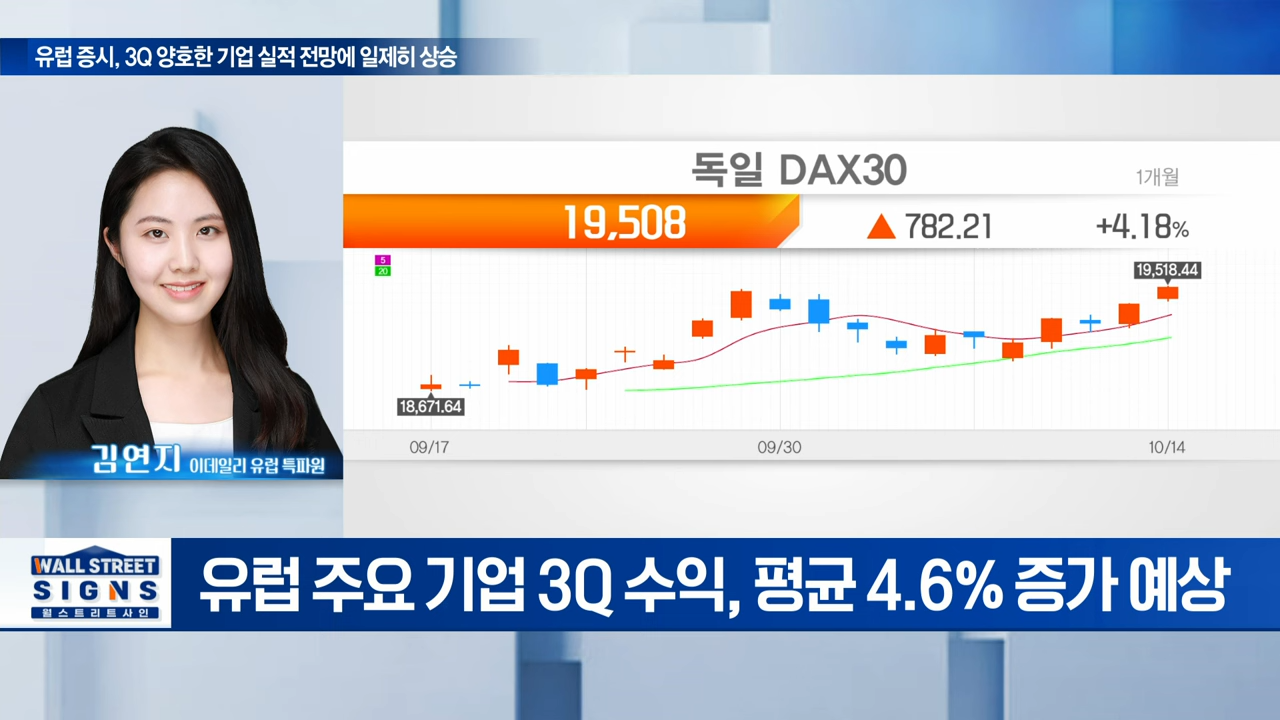 유럽 증시, 3Q 양호한 기업 실적 전망에 일제히 상승
독일 DAX30
1개월
19,508
▲ 782.21
+4.18%
5
20
19,518.44
18,671.64
09/17
09/30
10/14
김연지 이데일리 유럽 특파원
WALL STREET
SIGNS
월스트리트사인
유럽 주요 기업 3Q 수익, 평균 4.6% 증가 예상